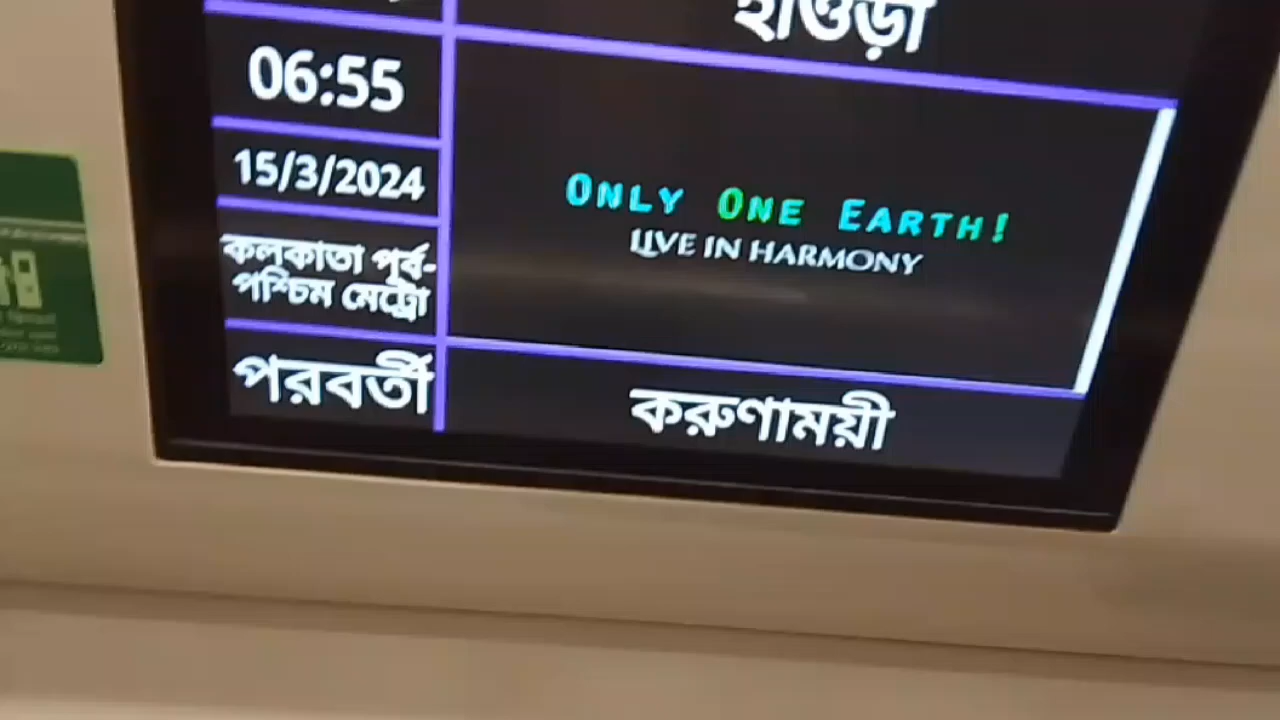 হাওড়া
06:55
15/3/2024
কলকাতা পূর্ব-
পশ্চিম মেট্রো
ONLY ONE EARTH!
LIVE IN HARMONY
পরবর্তী
করুণাময়ী